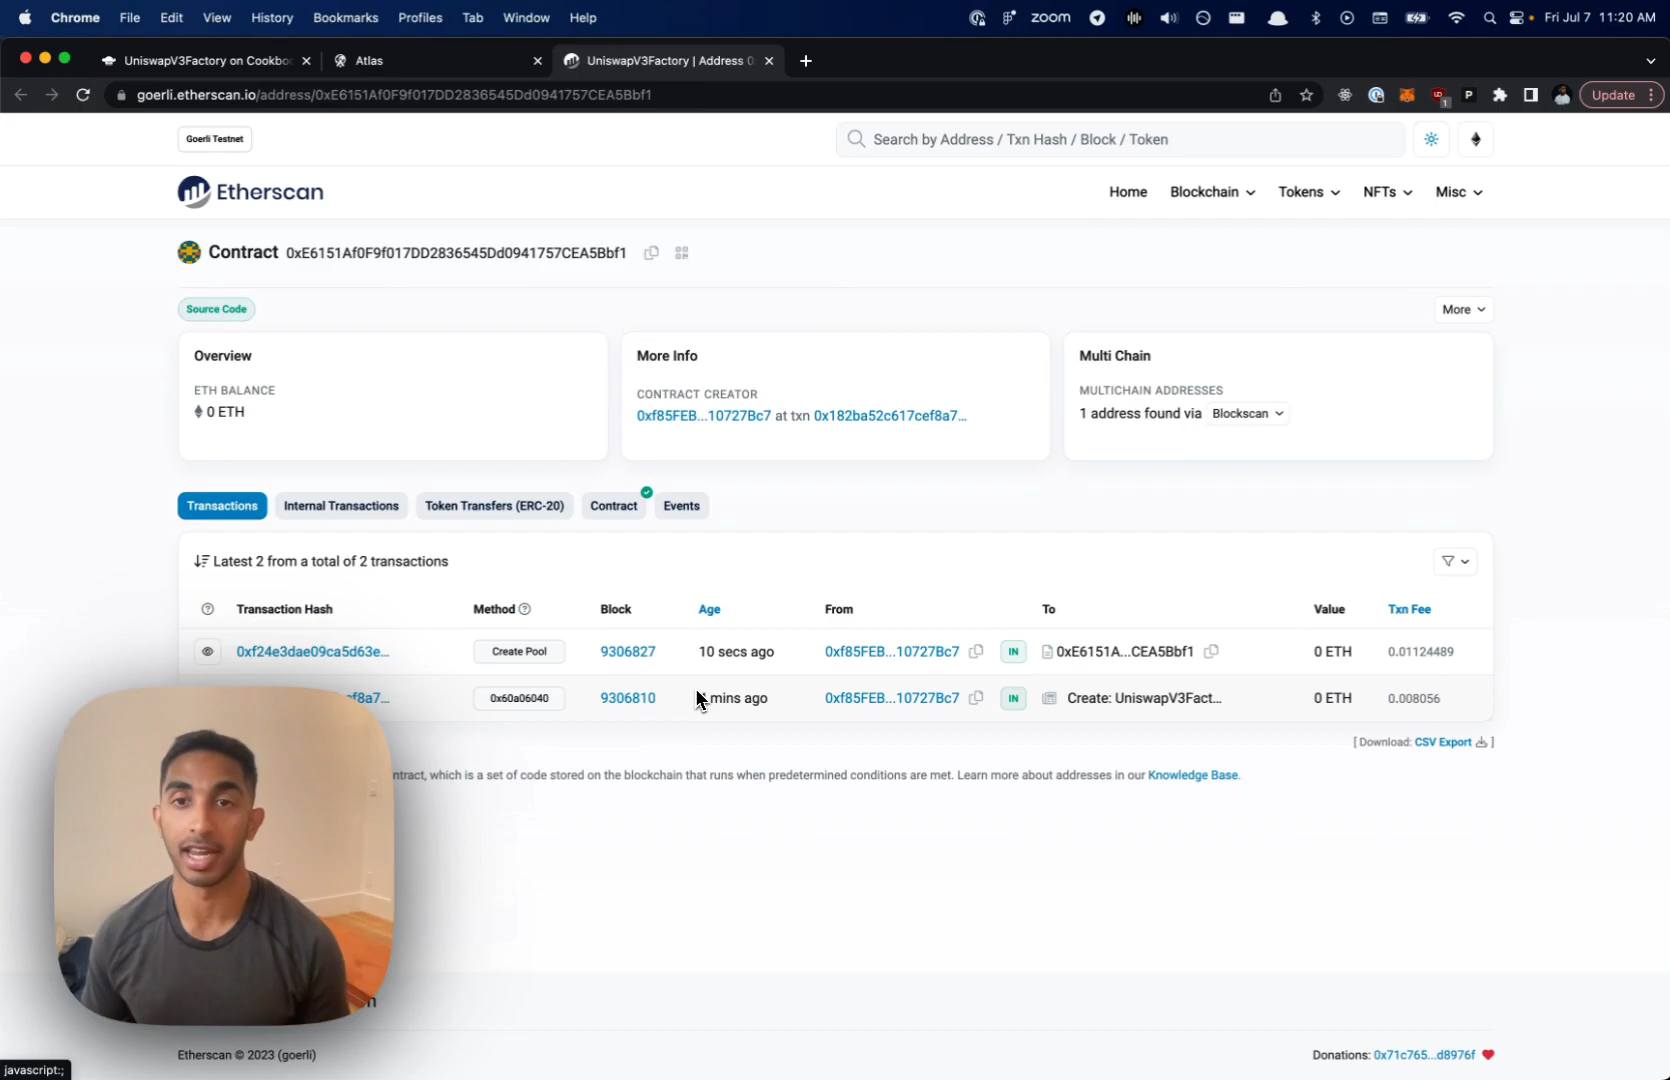 Chrome File Edit View History Bookmarks Profiles Tab Window Help zoom Fri Jul 7 11:20 AM
UniswapV3Factory on Cookbo Atlas UniswapV3Factory | Address 0
goerli.etherscan.io/address/0xE6151Af0F9f017DD2836545Dd0941757CEA5Bbf1 Update
Goerli Testnet Search by Address / Txn Hash / Block / Token
Etherscan Home Blockchain Tokens NFTs Misc
Contract 0xE6151Af0F9f017DD2836545Dd0941757CEA5Bbf1
Source Code More
Overview
ETH BALANCE
0 ETH
More Info
CONTRACT CREATOR
0xf85FEB...10727Bc7 at txn 0x182ba52c617cef8a7...
Multi Chain
MULTICHAIN ADDRESSES
1 address found via Blockscan
Transactions Internal Transactions Token Transfers (ERC-20) Contract Events
Latest 2 from a total of 2 transactions
Transaction Hash Method Block Age From To Value Txn Fee
0xf24e3dae09ca5d63e... Create Pool 9306827 10 secs ago 0xf85FEB...10727Bc7 IN 0xE6151A...CEA5Bbf1 0 ETH 0.01124489
ef8a7... 0x60a06040 9306810 mins ago 0xf85FEB...10727Bc7 IN Create: UniswapV3Fact... 0 ETH 0.008056
[ Download: CSV Export ]
ntract, which is a set of code stored on the blockchain that runs when predetermined conditions are met. Learn more about addresses in our Knowledge Base.
Etherscan © 2023 (goerli) Donations: 0x71c765...d8976f
javascript:;